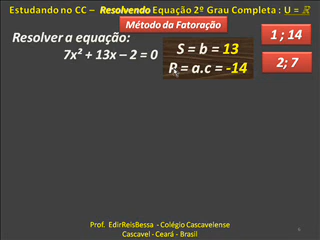 Estudando no CC – Resolvendo Equação 2º Grau Completa : U = ℝ
Método da Fatoração
Resolver a equação:
7x² + 13x – 2 = 0
S = b = 13
P = a.c = -14
1 ; 14
2; 7
Prof. EdirReisBessa - Colégio Cascavelense
Cascavel - Ceará - Brasil